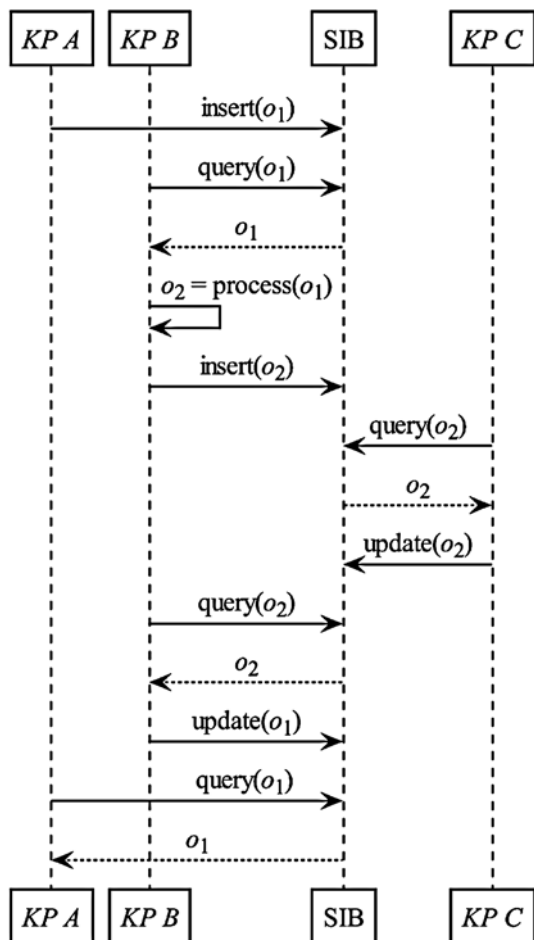 KP A KP B SIB KP C
insert(o1)
query(o1)
o1
o2 = process(o1)
insert(o2)
query(o2)
o2
update(o2)
query(o2)
o2
update(o1)
query(o1)
o1
KP A KP B SIB KP C